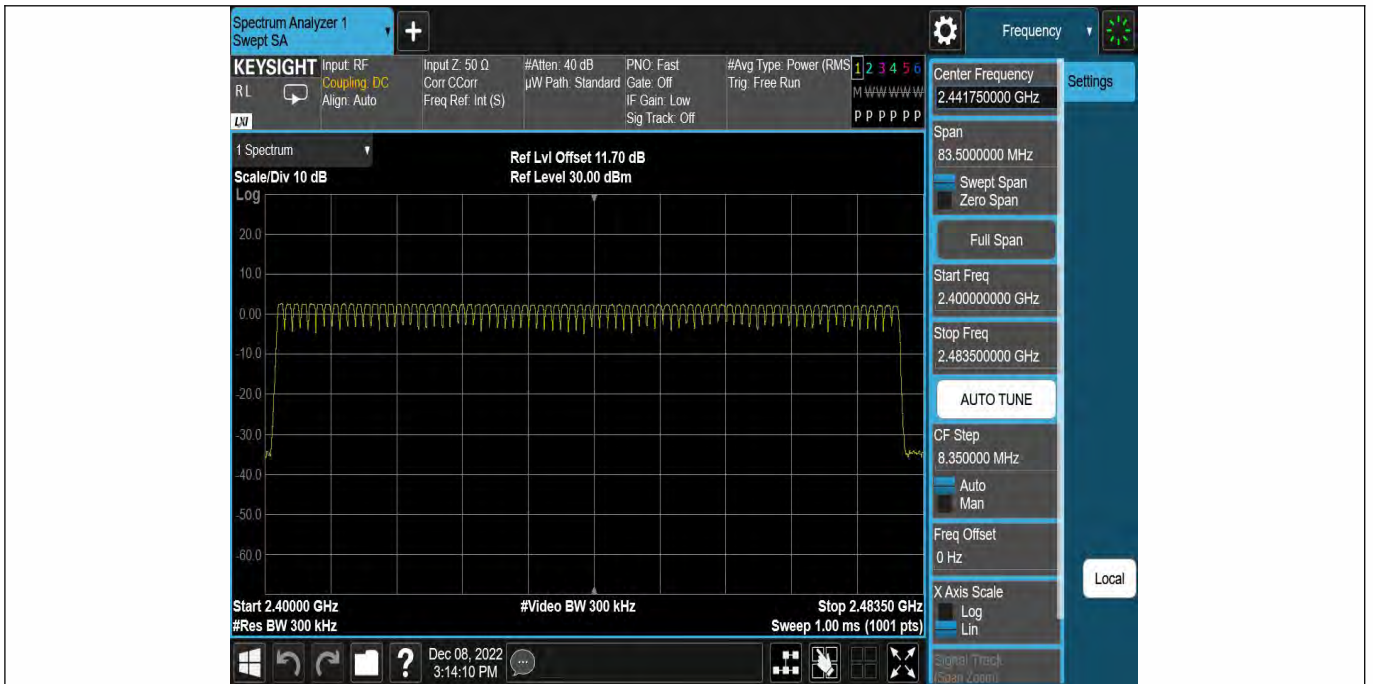 Spectrum Analyzer 1
Swept SA
Frequency
KEYSIGHT
RL
LXI
Input: RF
Coupling: DC
Align: Auto
Input Z: 50 Ω
Corr CCorr
Freq Ref: Int (S)
#Atten: 40 dB
µW Path: Standard
PNO: Fast
Gate: Off
IF Gain: Low
Sig Track: Off
#Avg Type: Power (RMS
Trig: Free Run
1 2 3 4 5 6
M W W W W W
P P P P P P
1 Spectrum
Scale/Div 10 dB
Log
Ref Lvl Offset 11.70 dB
Ref Level 30.00 dBm
20.0
10.0
0.00
-10.0
-20.0
-30.0
-40.0
-50.0
-60.0
Start 2.40000 GHz
#Res BW 300 kHz
#Video BW 300 kHz
Stop 2.48350 GHz
Sweep 1.00 ms (1001 pts)
Dec 08, 2022
3:14:10 PM
Center Frequency
2.441750000 GHz
Settings
Span
83.5000000 MHz
Swept Span
Zero Span
Full Span
Start Freq
2.400000000 GHz
Stop Freq
2.483500000 GHz
AUTO TUNE
CF Step
8.350000 MHz
Auto
Man
Freq Offset
0 Hz
X Axis Scale
Log
Lin
Signal Track
(Span Zoom)
Local